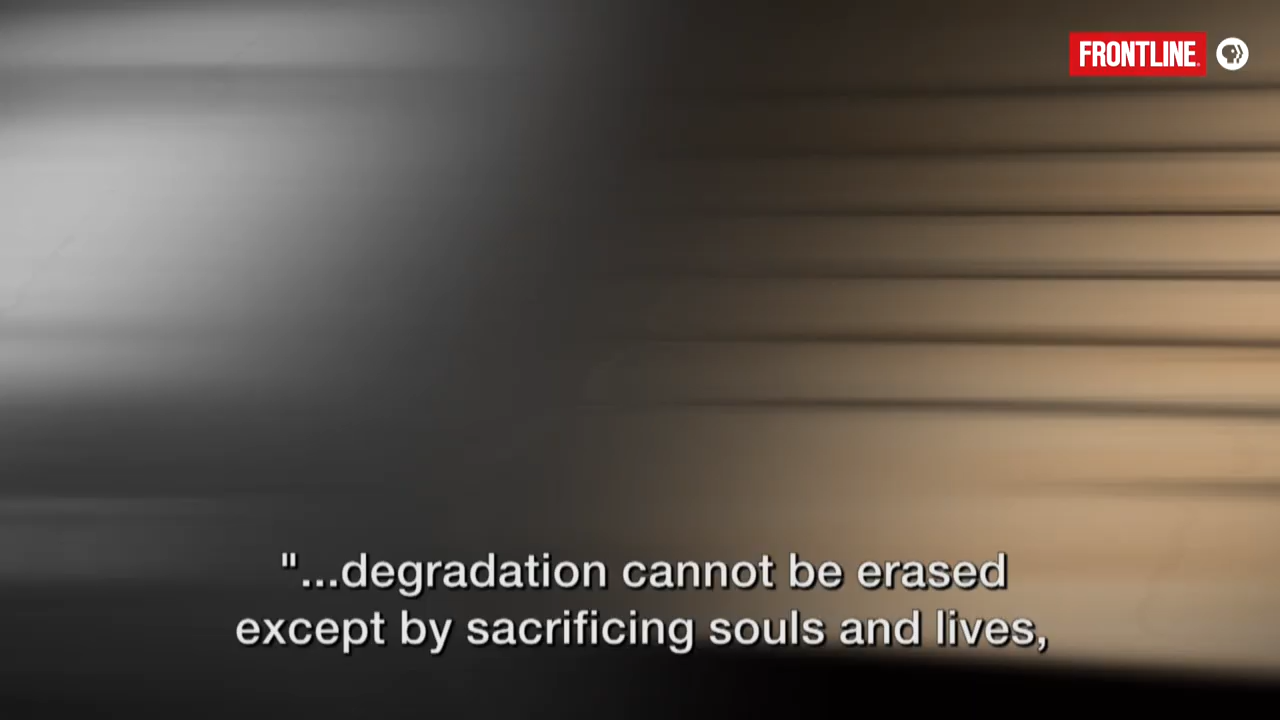 FRONTLINE
"...degradation cannot be erased
except by sacrificing souls and lives,